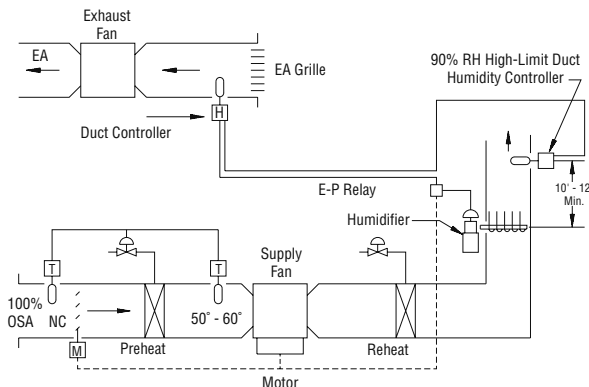 Exhaust
Fan
EA
EA Grille
90% RH High-Limit Duct
Humidity Controller
H
Duct Controller
E-P Relay
10' - 12
Min.
Humidifier
Supply
Fan
T
T
100%
OSA
NC
50° - 60°
M
Preheat
Reheat
Motor